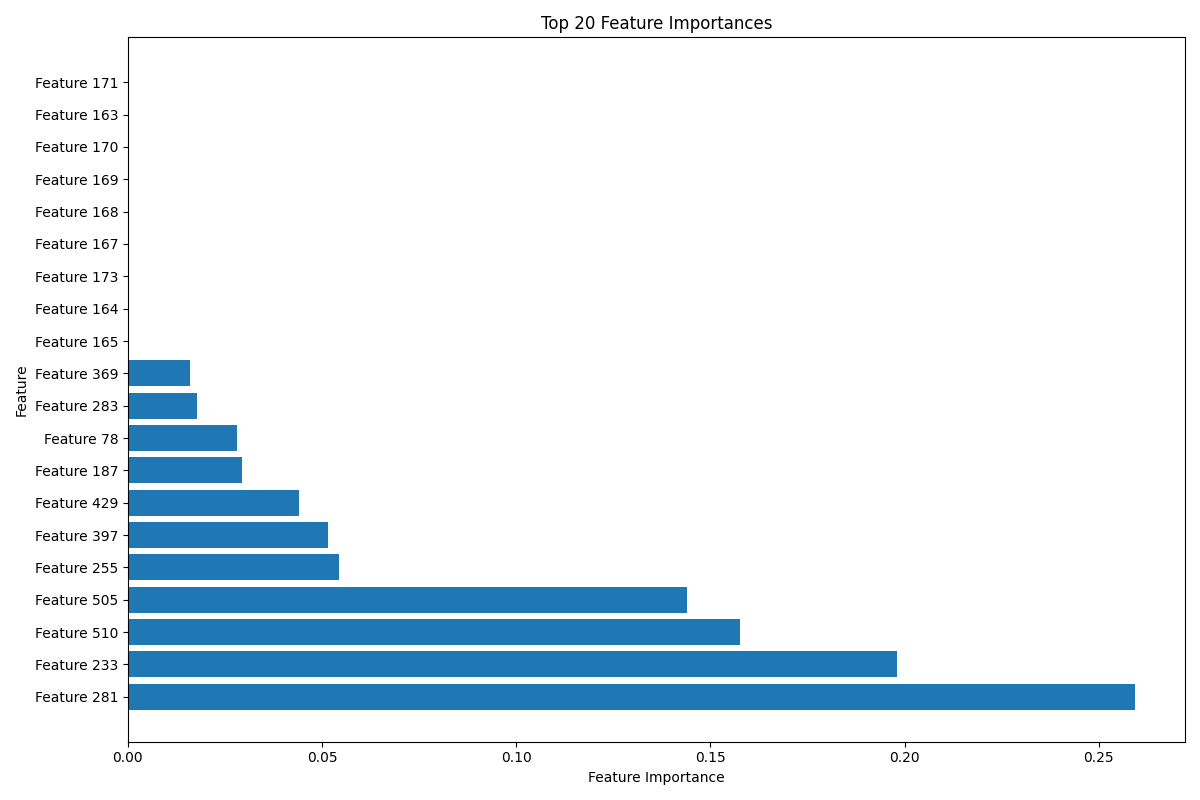 Top 20 Feature Importances
Feature 171
Feature 163
Feature 170
Feature 169
Feature 168
Feature 167
Feature 173
Feature 164
Feature 165
Feature 369
Feature 283
Feature 78
Feature 187
Feature 429
Feature 397
Feature 255
Feature 505
Feature 510
Feature 233
Feature 281
Feature
0.00 0.05 0.10 0.15 0.20 0.25
Feature Importance